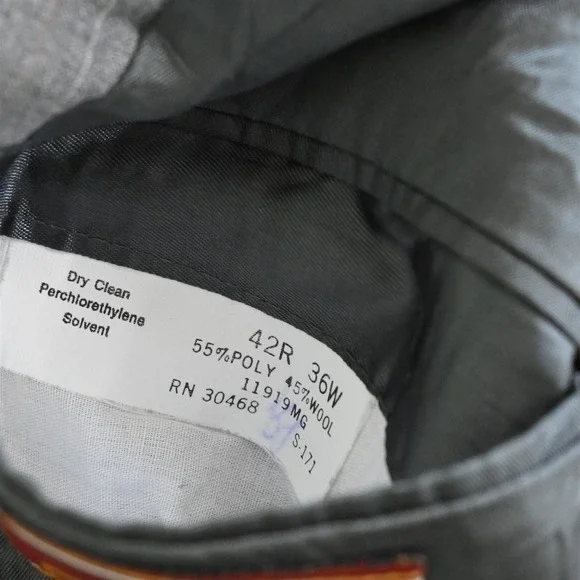 Dry Clean
Perchlorethylene
Solvent
42R 36W
55%POLY 45%WOOL
11919MG
RN 30468 S-171